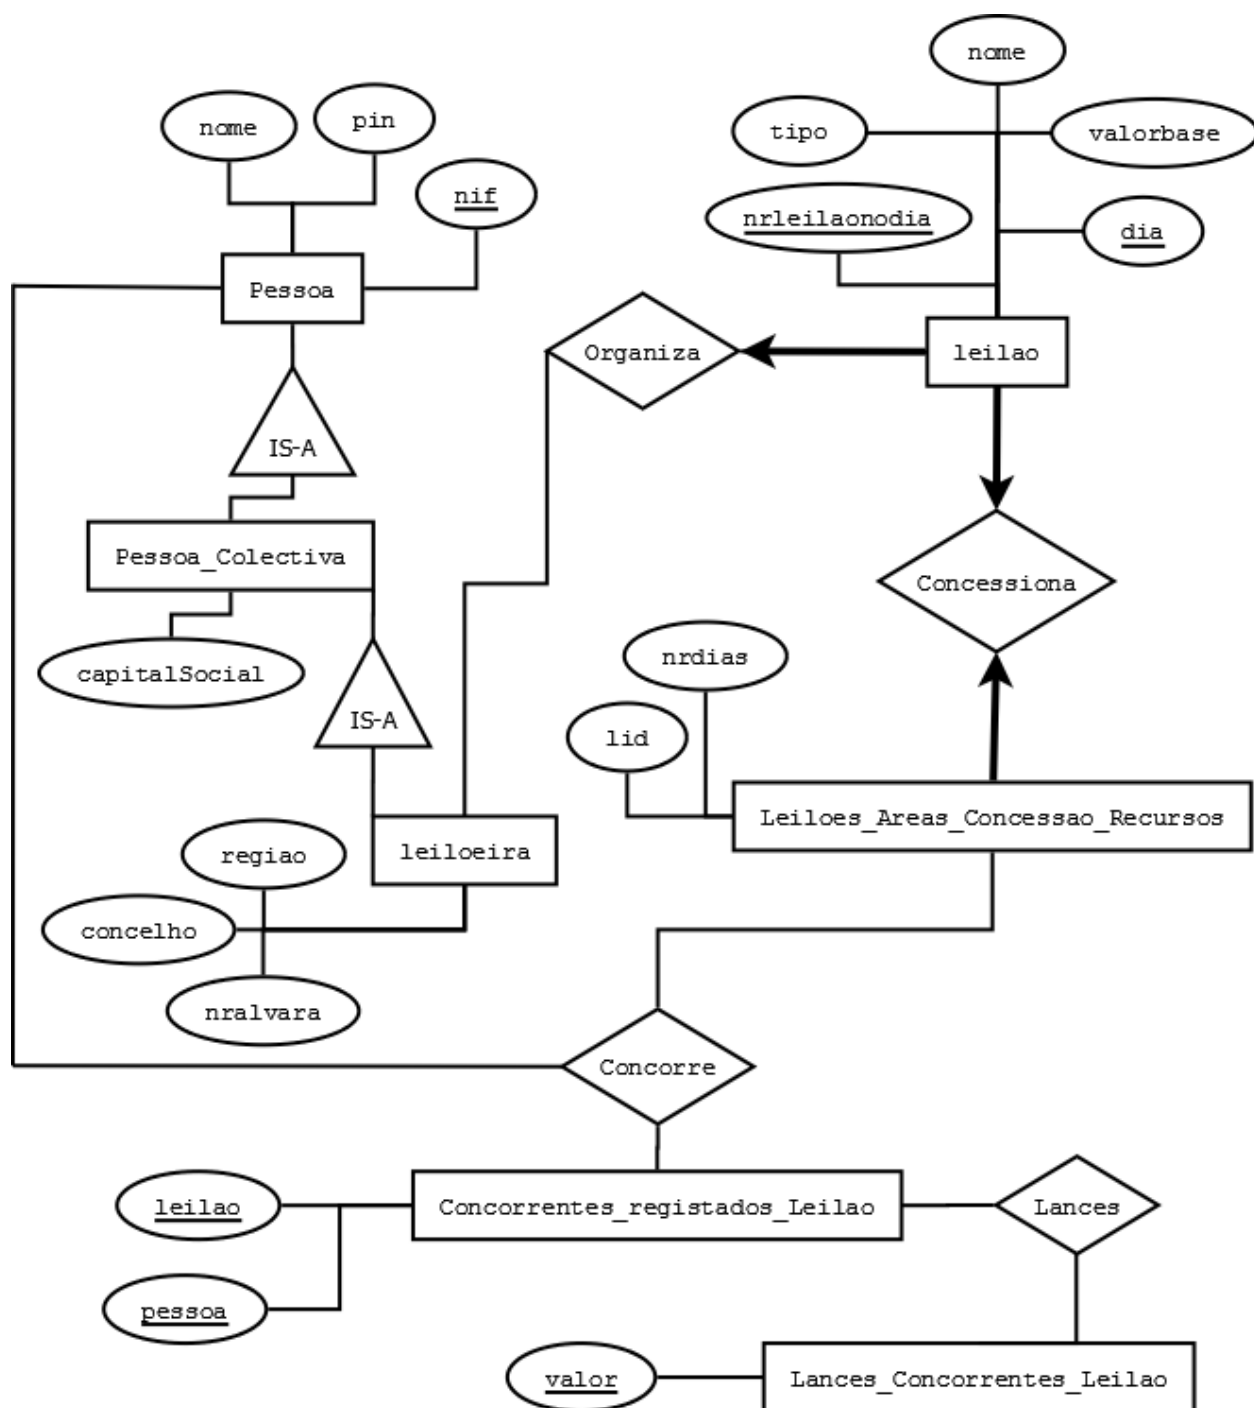 nome
nome
pin
tipo
valorbase
nif
nrleilaonodia
dia
Pessoa
Organiza
leilao
IS-A
Pessoa_Colectiva
Concessiona
nrdias
capitalSocial
IS-A
lid
Leiloes_Areas_Concessao_Recursos
regiao
leiloeira
concelho
nralvara
Concorre
leilao
Concorrentes_registados_Leilao
Lances
pessoa
valor
Lances_Concorrentes_Leilao